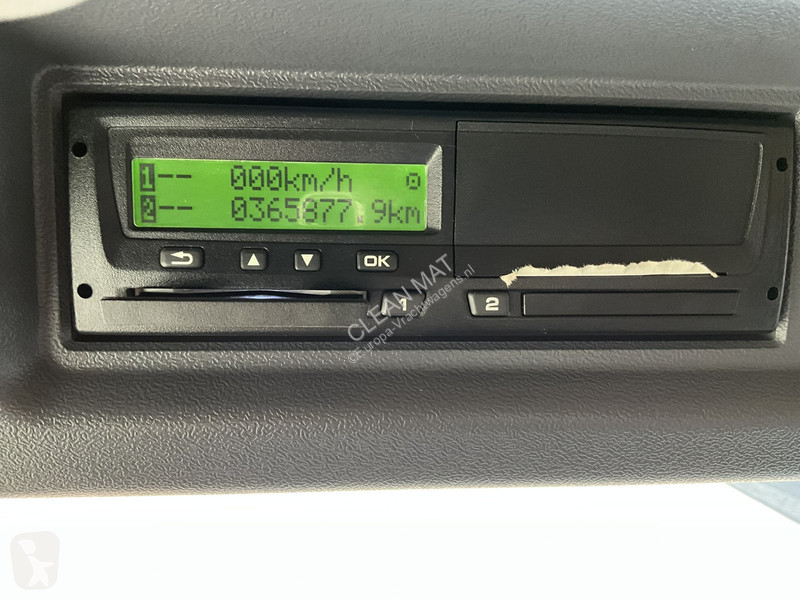 1-- 000km/h
2-- 0365877.9km
OK
1
2
CLEAN MAT
©Europa-Vrachtwagens.nl